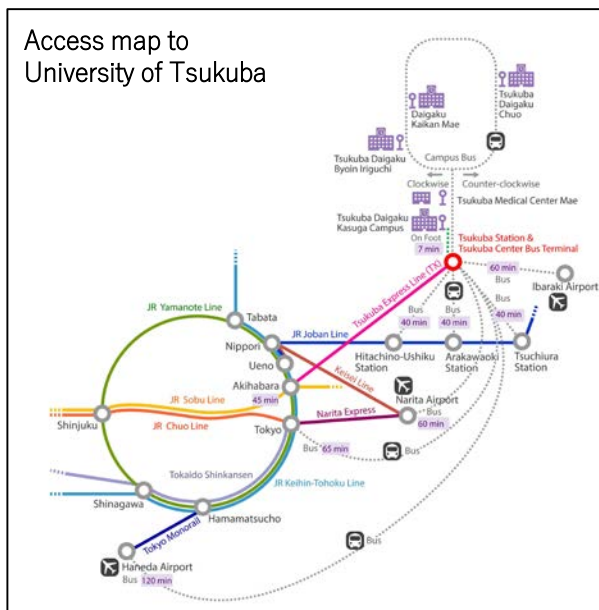 Access map to
University of Tsukuba
Tsukuba
Daigaku
Chuo
Daigaku
Kaikan Mae
Tsukuba Daigaku
Byoin Iriguchi
Campus Bus
Clockwise
Counter-clockwise
Tsukuba Medical Center Mae
Tsukuba Daigaku
Kasuga Campus
On Foot
7 min
Tsukuba Station &
Tsukuba Center Bus Terminal
60 min
Bus
Ibaraki Airport
Tsukuba Express Line (TX)
Bus
40 min
Bus
40 min
Bus
40 min
JR Yamanote Line
Tabata
JR Joban Line
Nippori
Hitachino-Ushiku
Station
Arakawaoki
Station
Tsuchiura
Station
Ueno
Keisei Line
Akihabara
45 min
JR Sobu Line
Narita Airport
Shinjuku
JR Chuo Line
Tokyo
Narita Express
Bus
60 min
Bus 65 min
Bus
Tokaido Shinkansen
JR Keihin-Tohoku Line
Shinagawa
Hamamatsucho
Tokyo Monorail
Bus
Haneda Airport
Bus 120 min